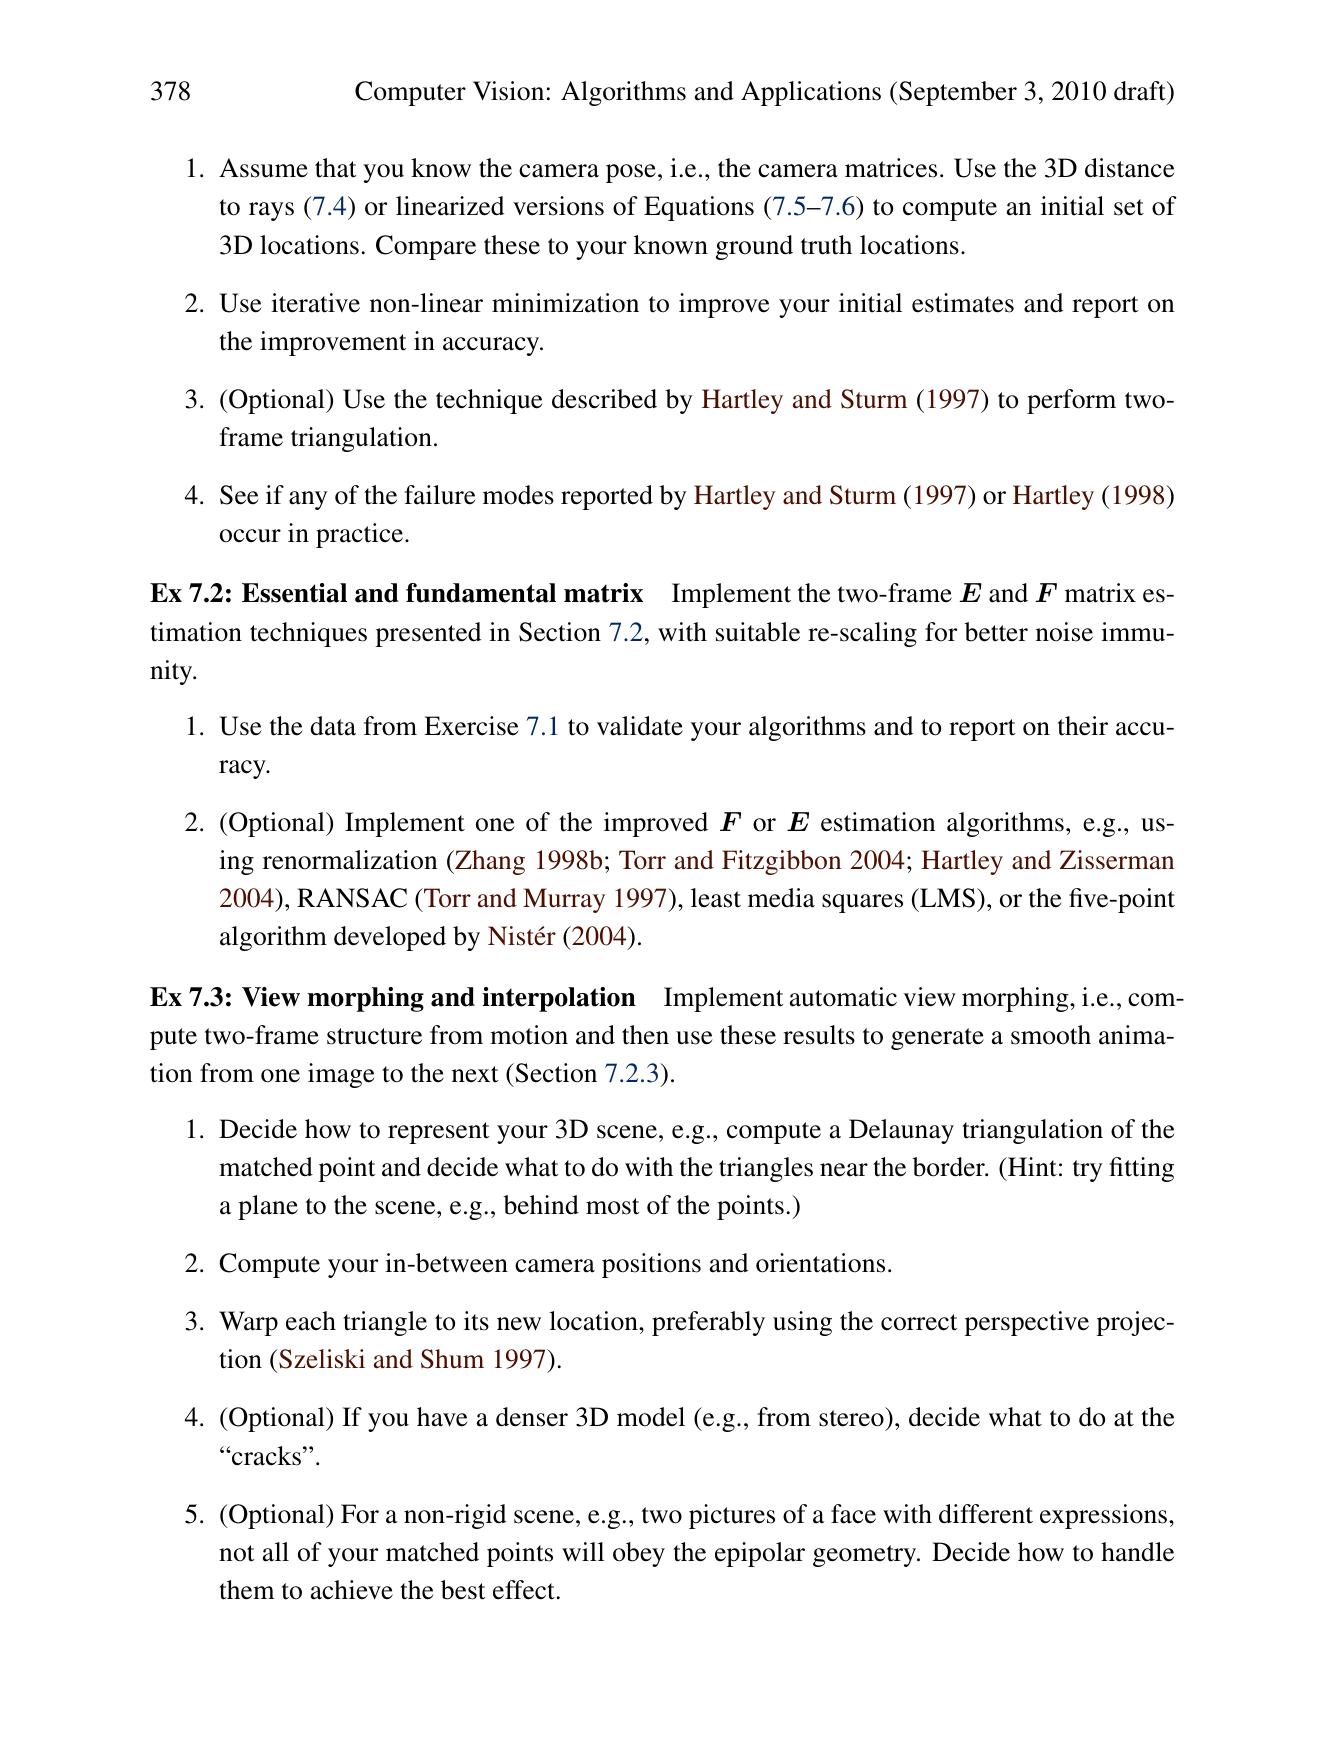 378 Computer Vision: Algorithms and Applications (September 3, 2010 draft)
1. Assume that you know the camera pose, i.e., the camera matrices. Use the 3D distance
to rays (7.4) or linearized versions of Equations (7.5–7.6) to compute an initial set of
3D locations. Compare these to your known ground truth locations.
2. Use iterative non-linear minimization to improve your initial estimates and report on
the improvement in accuracy.
3. (Optional) Use the technique described by Hartley and Sturm (1997) to perform two-
frame triangulation.
4. See if any of the failure modes reported by Hartley and Sturm (1997) or Hartley (1998)
occur in practice.
Ex 7.2: Essential and fundamental matrix Implement the two-frame E and F matrix es-
timation techniques presented in Section 7.2, with suitable re-scaling for better noise immu-
nity.
1. Use the data from Exercise 7.1 to validate your algorithms and to report on their accu-
racy.
2. (Optional) Implement one of the improved F or E estimation algorithms, e.g., us-
ing renormalization (Zhang 1998b; Torr and Fitzgibbon 2004; Hartley and Zisserman
2004), RANSAC (Torr and Murray 1997), least media squares (LMS), or the five-point
algorithm developed by Nistér (2004).
Ex 7.3: View morphing and interpolation Implement automatic view morphing, i.e., com-
pute two-frame structure from motion and then use these results to generate a smooth anima-
tion from one image to the next (Section 7.2.3).
1. Decide how to represent your 3D scene, e.g., compute a Delaunay triangulation of the
matched point and decide what to do with the triangles near the border. (Hint: try fitting
a plane to the scene, e.g., behind most of the points.)
2. Compute your in-between camera positions and orientations.
3. Warp each triangle to its new location, preferably using the correct perspective projec-
tion (Szeliski and Shum 1997).
4. (Optional) If you have a denser 3D model (e.g., from stereo), decide what to do at the
“cracks”.
5. (Optional) For a non-rigid scene, e.g., two pictures of a face with different expressions,
not all of your matched points will obey the epipolar geometry. Decide how to handle
them to achieve the best effect.